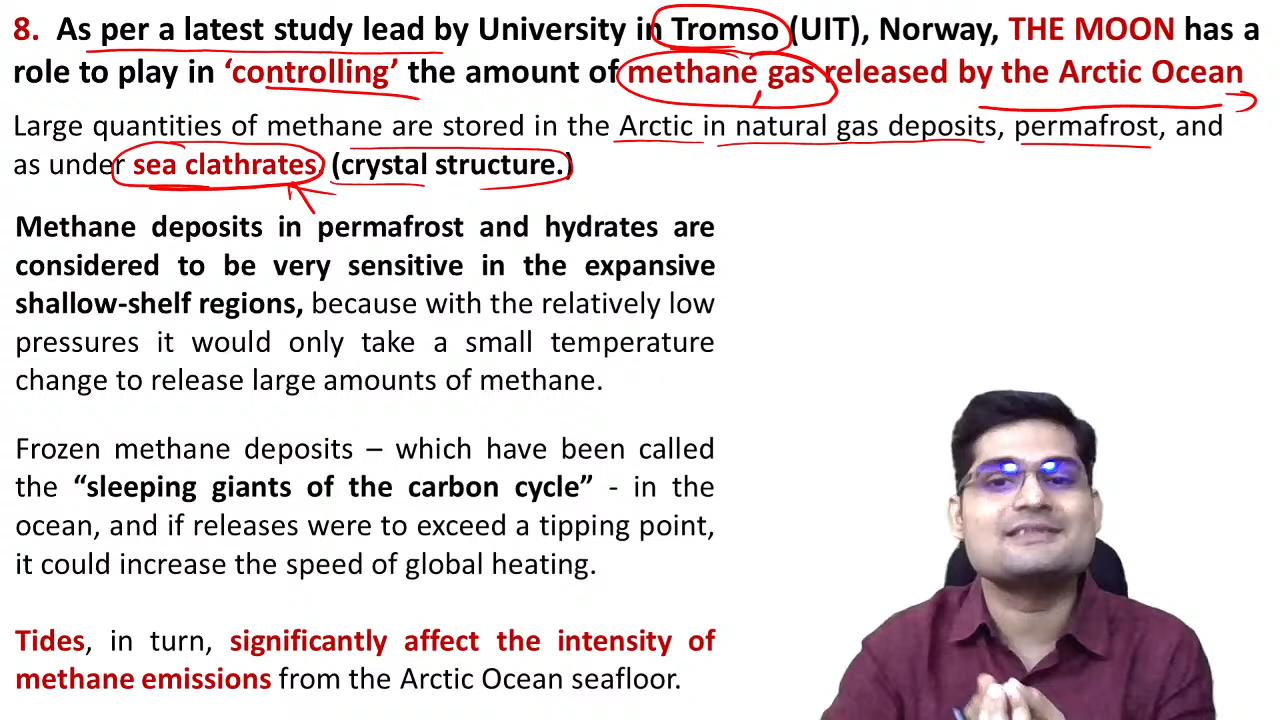 8. As per a latest study lead by University in Tromso (UIT), Norway, THE MOON has a
role to play in ‘controlling’ the amount of methane gas released by the Arctic Ocean
Large quantities of methane are stored in the Arctic in natural gas deposits, permafrost, and
as under sea clathrates (crystal structure.)
Methane deposits in permafrost and hydrates are
considered to be very sensitive in the expansive
shallow-shelf regions, because with the relatively low
pressures it would only take a small temperature
change to release large amounts of methane.
Frozen methane deposits – which have been called
the “sleeping giants of the carbon cycle” - in the
ocean, and if releases were to exceed a tipping point,
it could increase the speed of global heating.
Tides, in turn, significantly affect the intensity of
methane emissions from the Arctic Ocean seafloor.